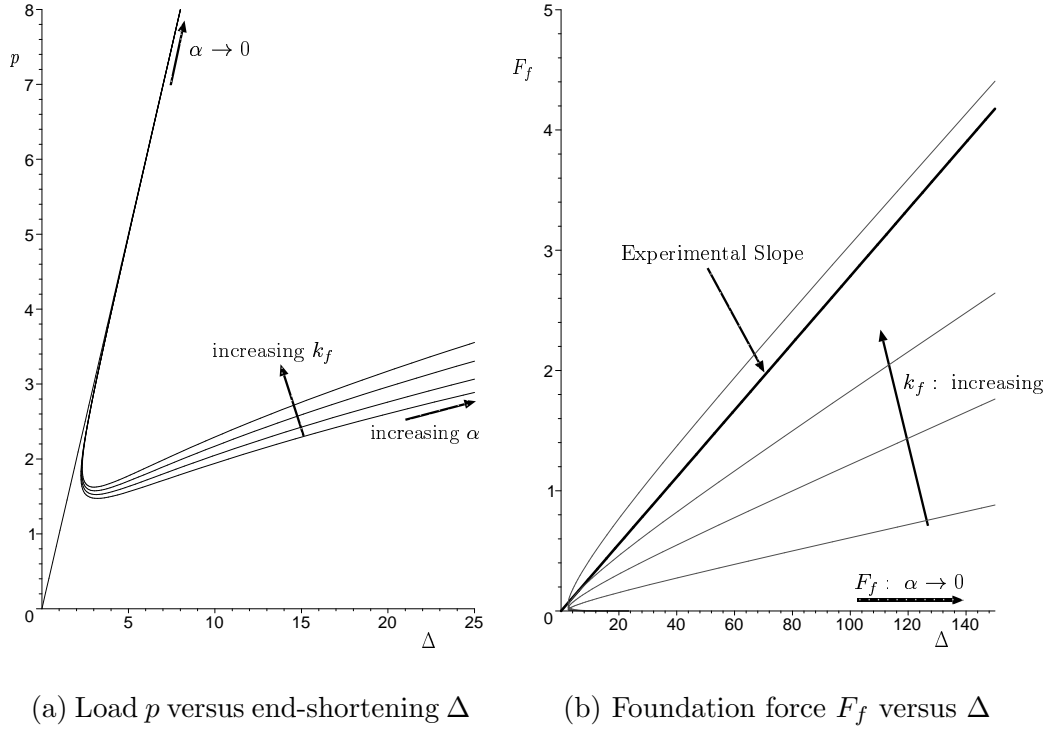 8
p
α → 0
7
6
5
4
increasing k_f
3
increasing α
2
1
0
5
10
15
20
25
Δ
5
F_f
4
3
Experimental Slope
2
k_f : increasing
1
F_f : α → 0
0
20
40
60
80
100
120
140
Δ
(a) Load p versus end-shortening Δ
(b) Foundation force F_f versus Δ